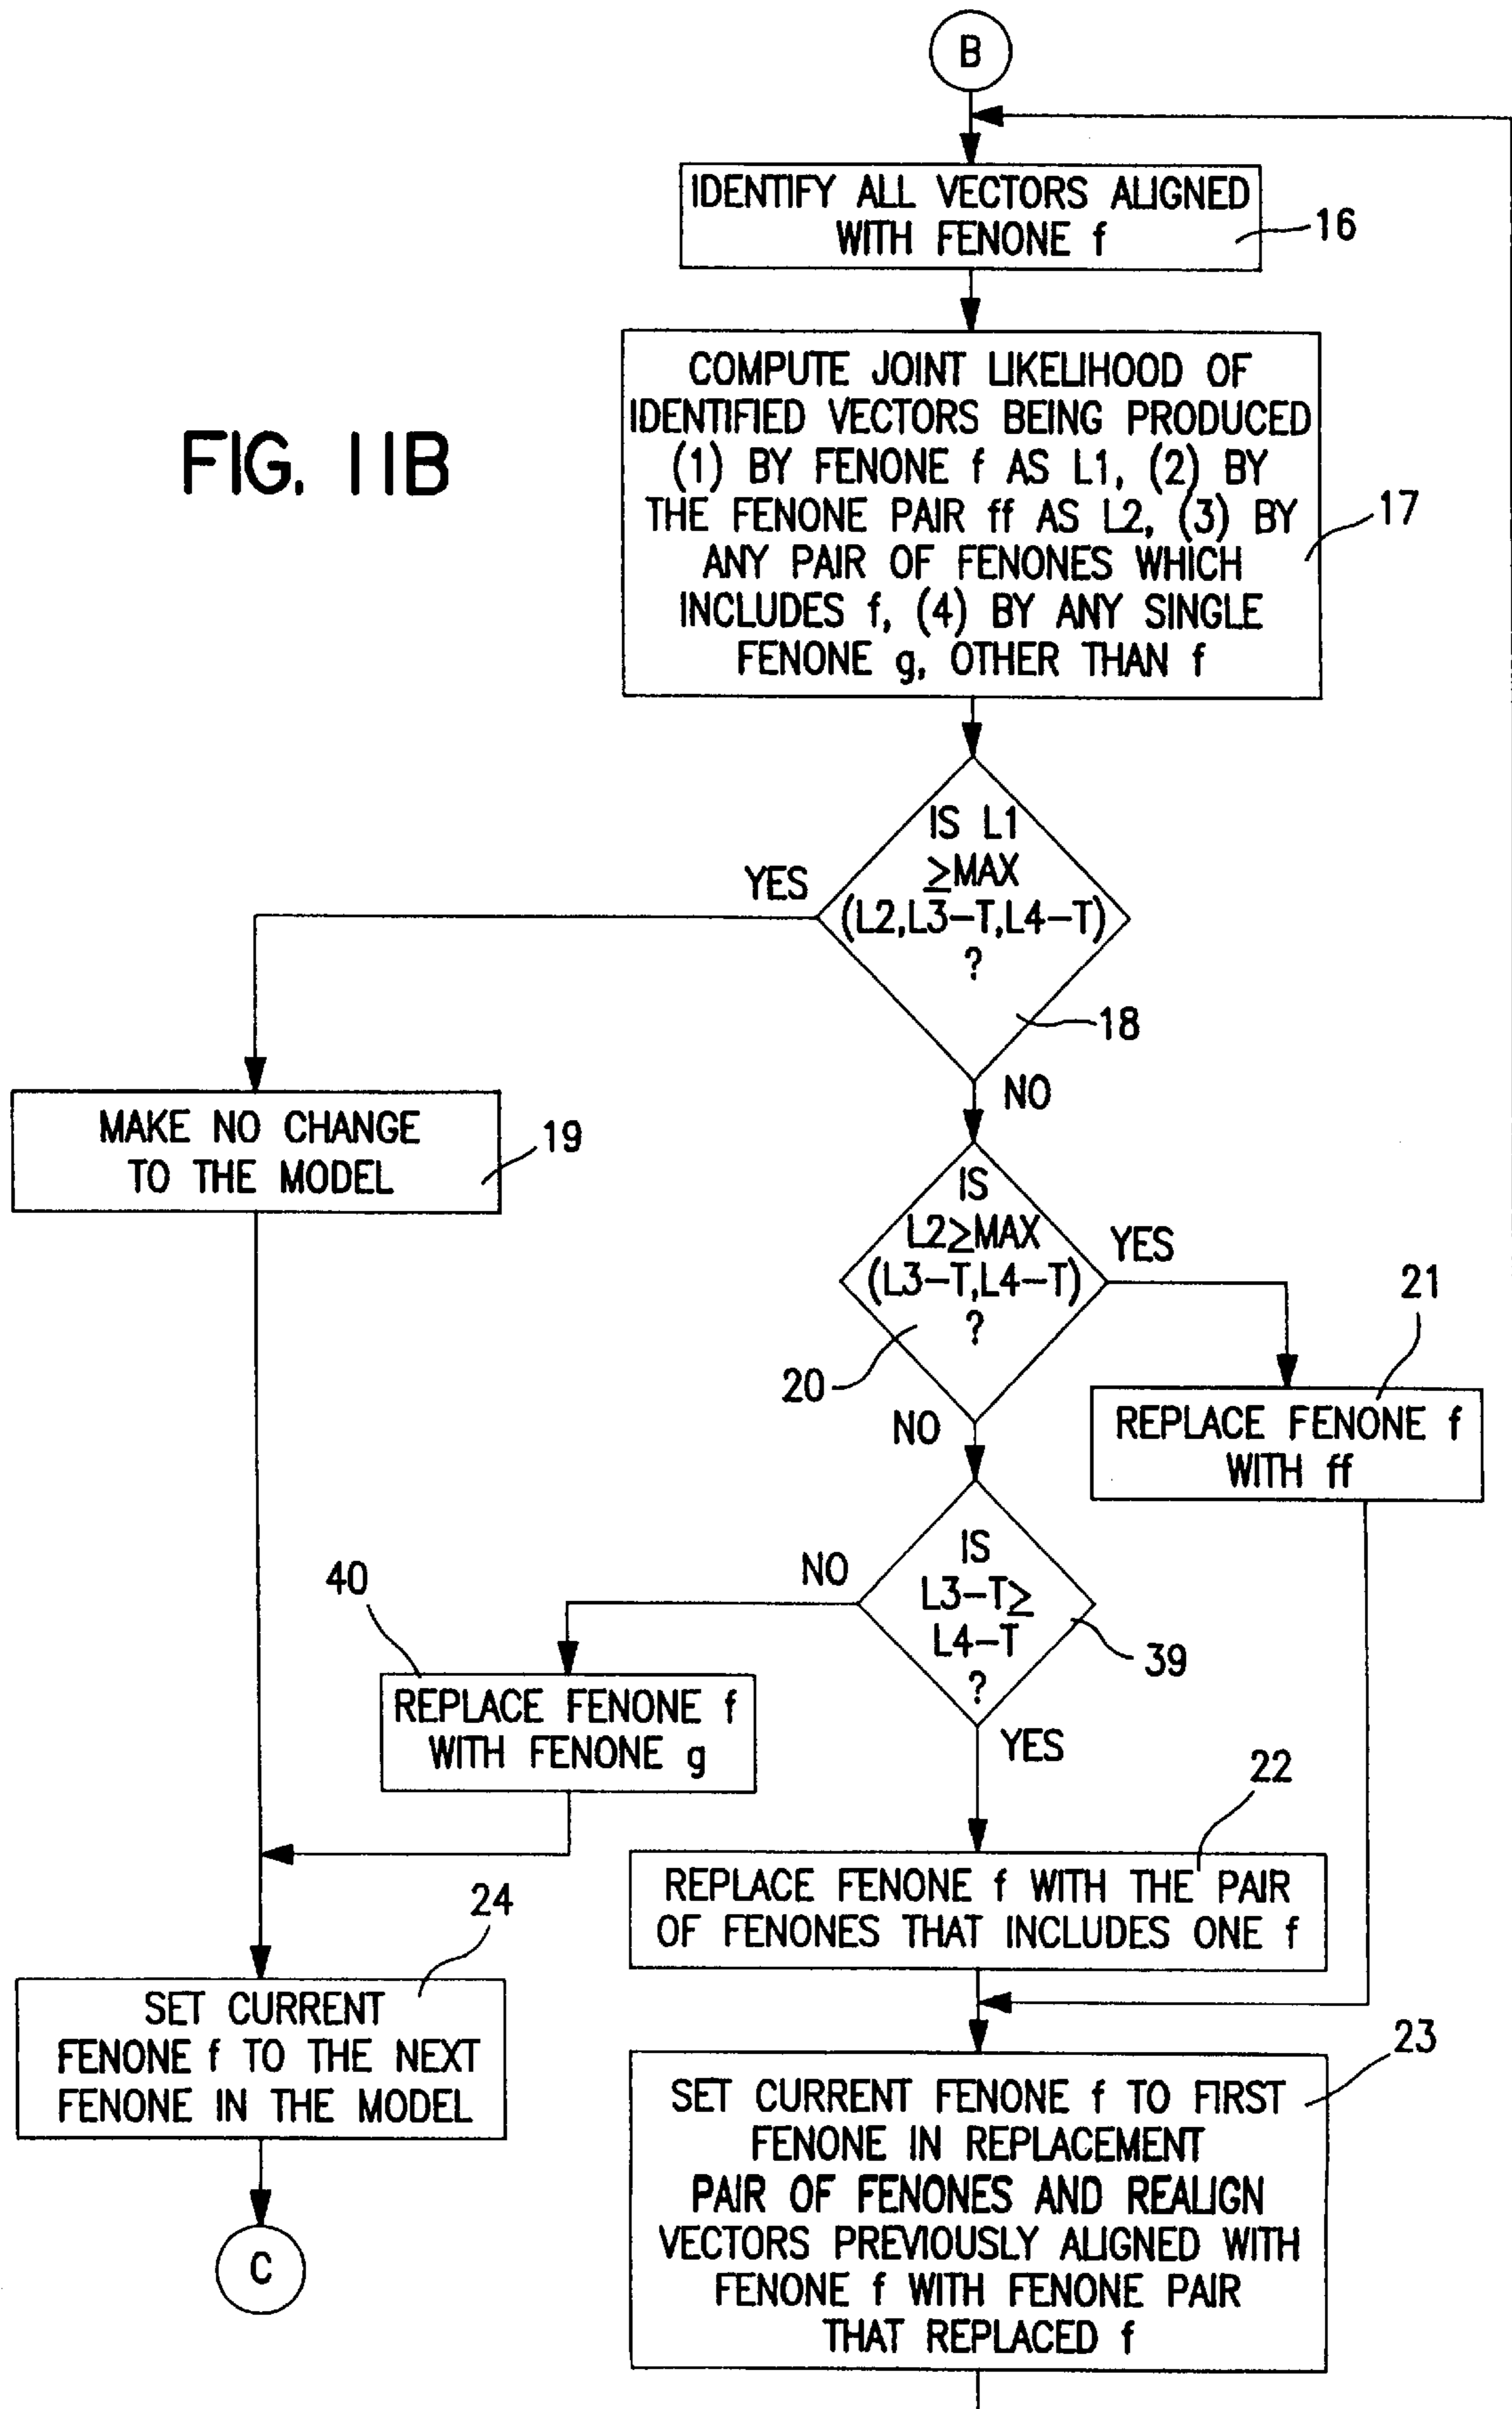 B
IDENTIFY ALL VECTORS ALIGNED
WITH FENONE f
16
FIG. 11B
COMPUTE JOINT LIKELIHOOD OF
IDENTIFIED VECTORS BEING PRODUCED
(1) BY FENONE f AS L1, (2) BY
THE FENONE PAIR ff AS L2, (3) BY
ANY PAIR OF FENONES WHICH
INCLUDES f, (4) BY ANY SINGLE
FENONE g, OTHER THAN f
17
IS L1
≥MAX
(L2,L3-T,L4-T)
?
18
YES
NO
MAKE NO CHANGE
TO THE MODEL
19
IS
L2≥MAX
(L3-T,L4-T)
?
20
YES
NO
21
REPLACE FENONE f
WITH ff
IS
L3-T≥
L4-T
?
39
NO
YES
40
REPLACE FENONE f
WITH FENONE g
22
REPLACE FENONE f WITH THE PAIR
OF FENONES THAT INCLUDES ONE f
24
SET CURRENT
FENONE f TO THE NEXT
FENONE IN THE MODEL
23
SET CURRENT FENONE f TO FIRST
FENONE IN REPLACEMENT
PAIR OF FENONES AND REALIGN
VECTORS PREVIOUSLY ALIGNED WITH
FENONE f WITH FENONE PAIR
THAT REPLACED f
C